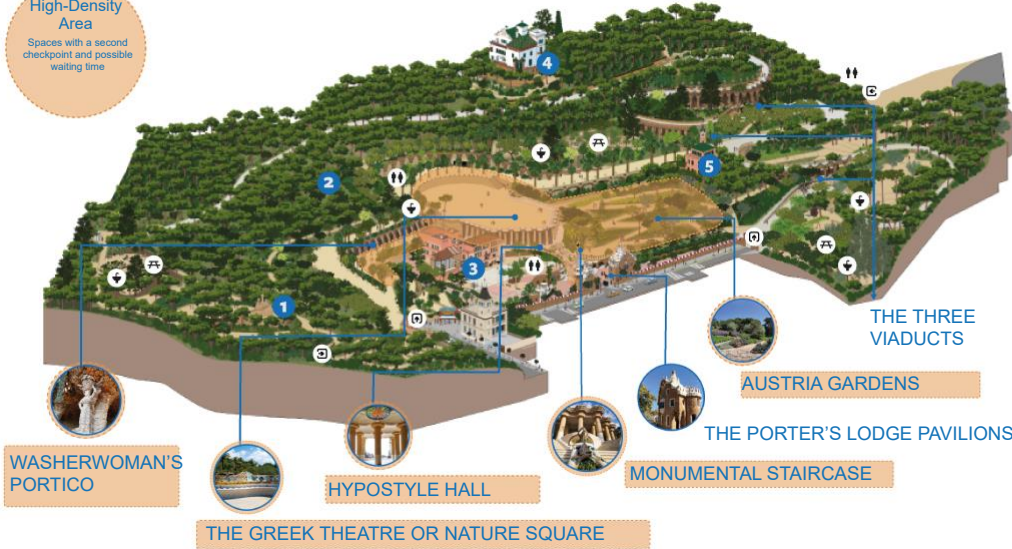 High-Density
Area
Spaces with a second
checkpoint and possible
waiting time
4
5
2
3
1
THE THREE
VIADUCTS
AUSTRIA GARDENS
THE PORTER'S LODGE PAVILIONS
MONUMENTAL STAIRCASE
WASHERWOMAN'S
PORTICO
HYPOSTYLE HALL
THE GREEK THEATRE OR NATURE SQUARE